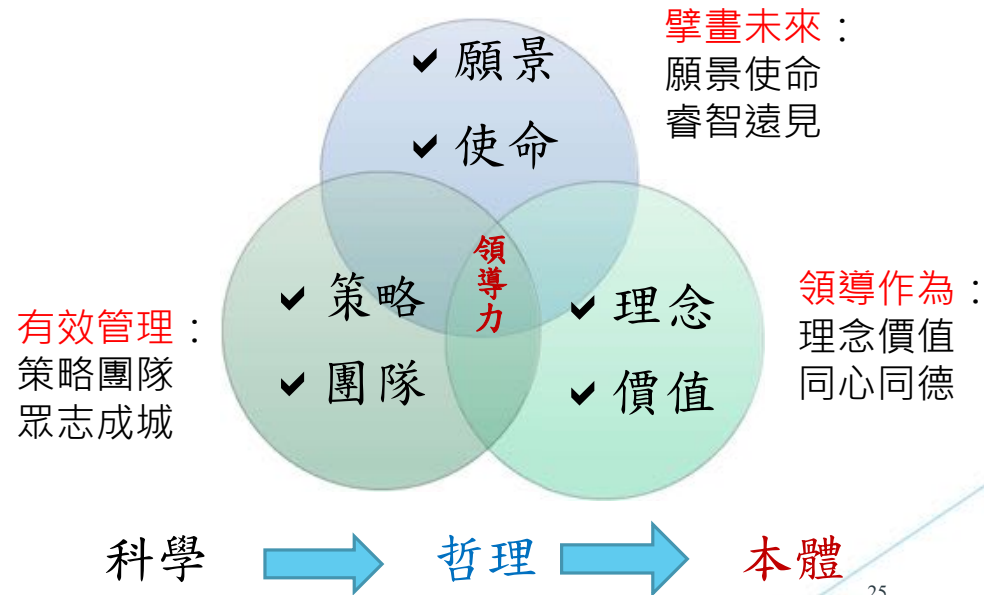 ✔ 願景
✔ 使命
擘畫未來：
願景使命
睿智遠見
領導力
✔ 策略
✔ 團隊
✔ 理念
✔ 價值
有效管理：
策略團隊
眾志成城
領導作為：
理念價值
同心同德
科學 哲理 本體
25